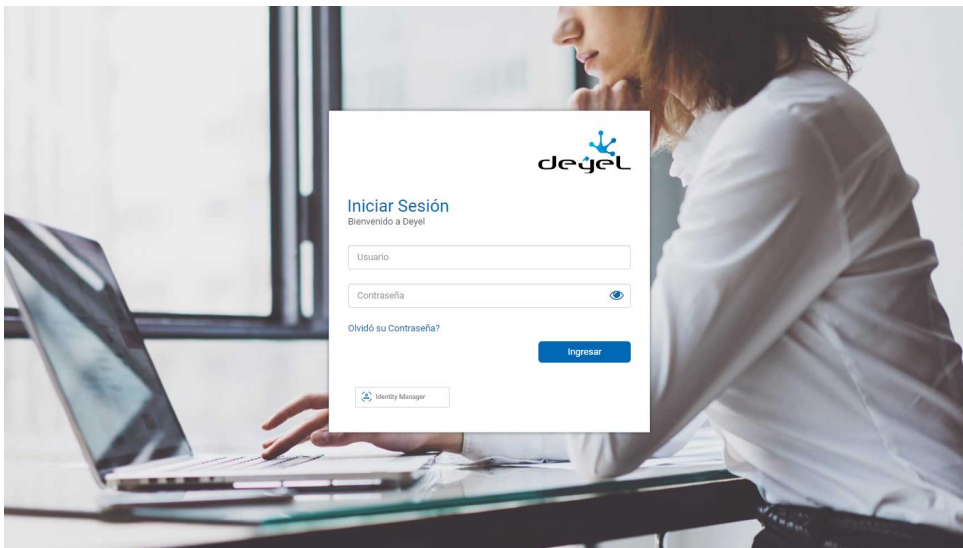 deyel
Iniciar Sesión
Bienvenido a Deyel
Usuario
Contraseña
Olvidó su Contraseña?
Ingresar
Identity Manager